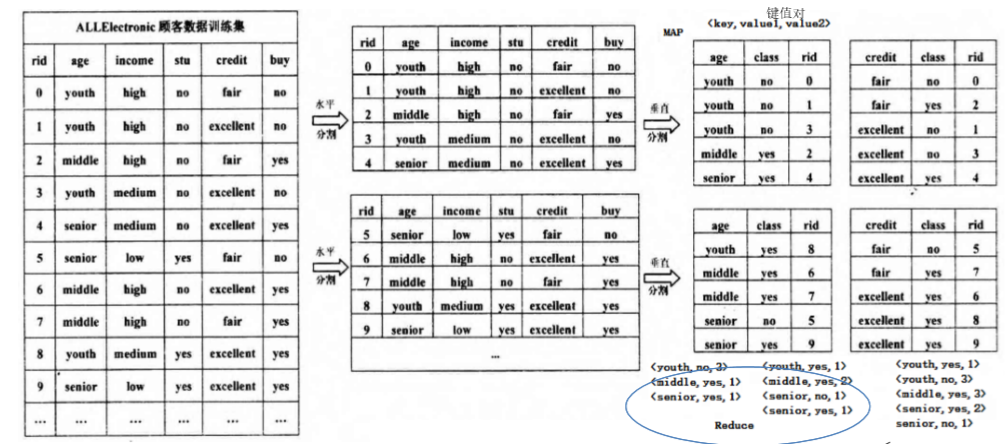 ALLElectronic 顾客数据训练集
rid age income stu credit buy
0 youth high no fair no
1 youth high no excellent no
2 middle high no fair yes
3 youth medium no excellent no
4 senior medium no excellent yes
5 senior low yes fair no
6 middle high no excellent yes
7 middle high no fair yes
8 youth medium yes excellent yes
9 senior low yes excellent yes
... ... ... ... ... ...
水平
分割
水平
分割
rid age income stu credit buy
0 youth high no fair no
1 youth high no excellent no
2 middle high no fair yes
3 youth medium no excellent no
4 senior medium no excellent yes
rid age income stu credit buy
5 senior low yes fair no
6 middle high no excellent yes
7 middle high no fair yes
8 youth medium yes excellent yes
9 senior low yes excellent yes
...
MAP
垂直
分割
垂直
分割
键值对
<key, value1, value2>
age class rid
youth no 0
youth no 1
youth no 3
middle yes 2
senior yes 4
credit class rid
fair no 0
fair yes 2
excellent no 1
excellent no 3
excellent yes 4
age class rid
youth yes 8
middle yes 6
middle yes 7
senior no 5
senior yes 9
credit class rid
fair no 5
fair yes 7
excellent yes 6
excellent yes 8
excellent yes 9
<youth, no, 3>
<middle, yes, 1>
<senior, yes, 1>
<youth, yes, 1>
<middle, yes, 2>
<senior, no, 1>
<senior, yes, 1>
Reduce
<youth, yes, 1>
<youth, no, 3>
<middle, yes, 3>
<senior, yes, 2>
senior, no, 1>